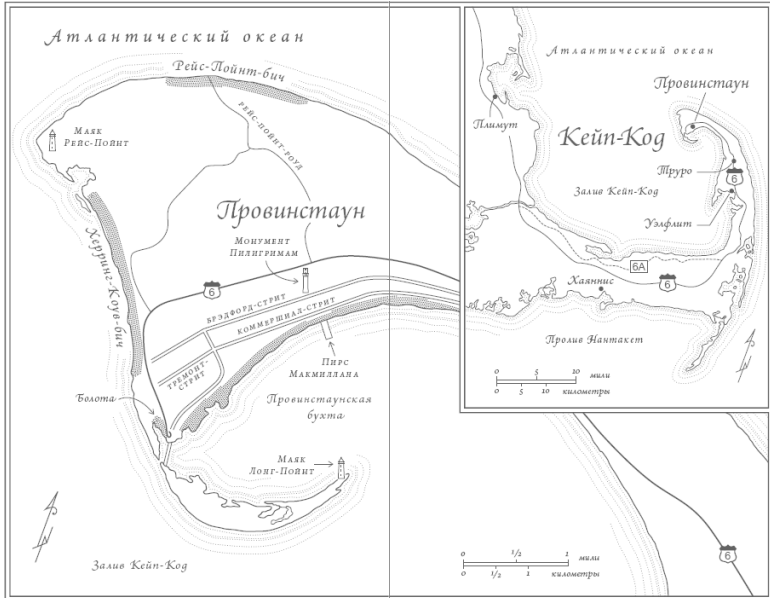 Атлантический океан
Рейс-Пойнт-бич
Рейс-Пойнт-роуд
Маяк
Рейс-Пойнт
Провинстаун
Херринг-Коув-бич
Монумент
Пилигримам
6
Брэдфорд-стрит
Коммершиал-стрит
Тремонт-
стрит
Пирс
Макмиллана
Болота
Провинстаунская
бухта
Маяк
Лонг-Пойнт
Залив Кейп-Код
Атлантический океан
Провинстаун
Плимут
Кейп-Код
Труро
6
Залив Кейп-Код
Уэлфлит
6A
6
Хаяннис
Пролив Нантакет
0 5 10
мили
0 5 10
километры
0 1/2 1
мили
0 1/2 1
километры
6